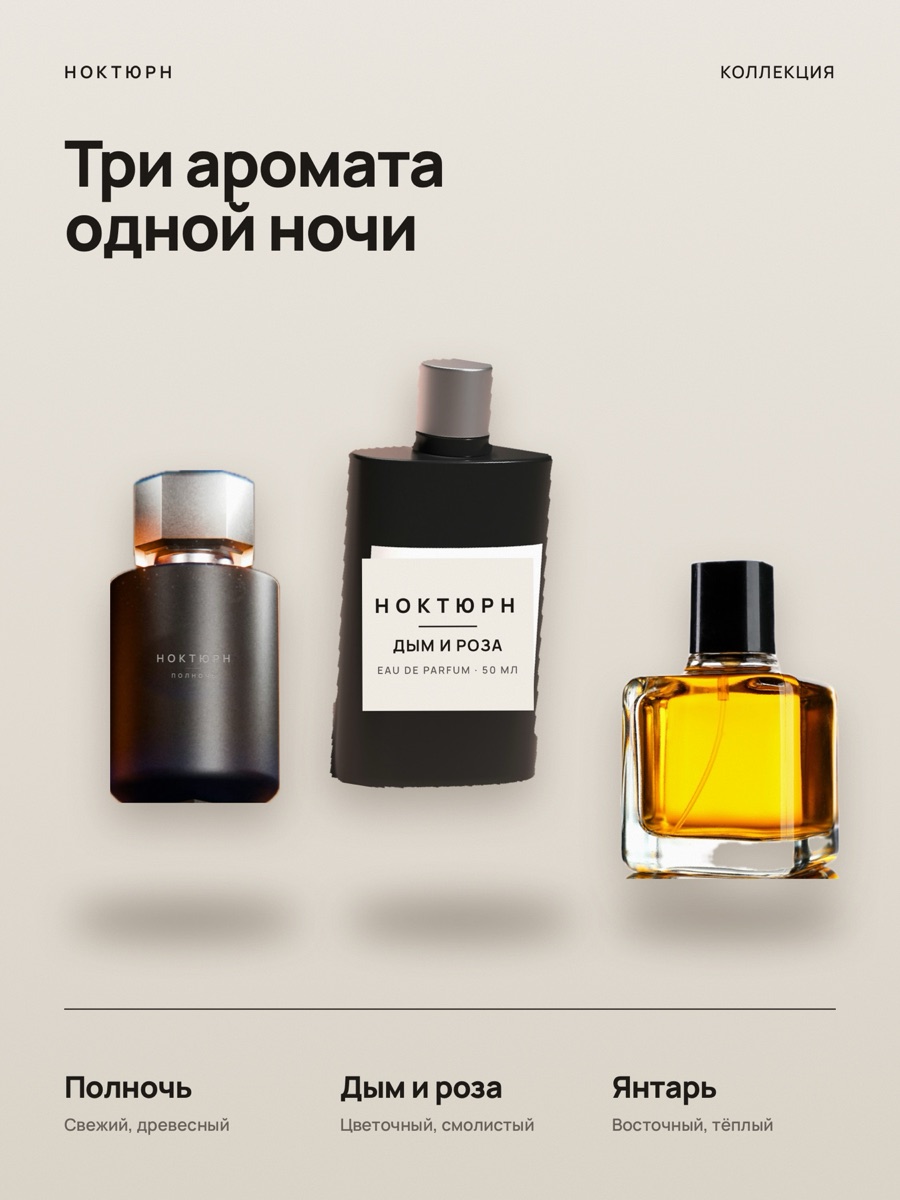 НОКТЮРН
КОЛЛЕКЦИЯ
Три аромата
одной ночи
НОКТЮРН
ПОЛНОЧЬ
НОКТЮРН
ДЫМ И РОЗА
EAU DE PARFUM · 50 МЛ
Полночь
Дым и роза
Янтарь
Свежий, древесный
Цветочный, смолистый
Восточный, тёплый